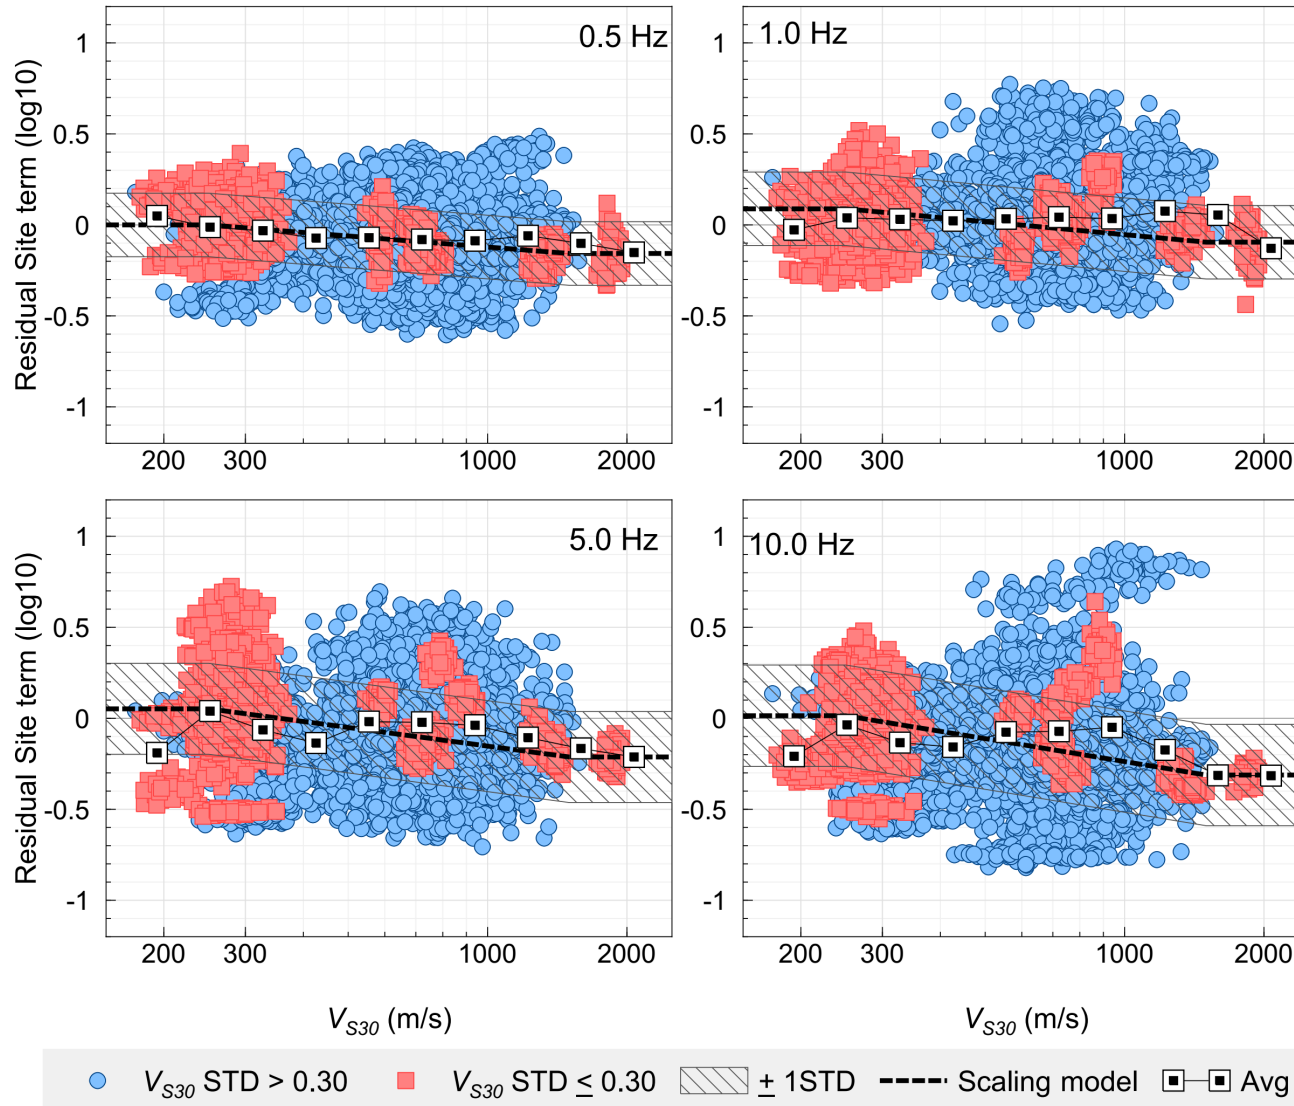 0.5 Hz
1.0 Hz
Residual Site term (log10)
1
0.5
0
-0.5
-1
200 300 1000 2000
1
0.5
0
-0.5
-1
200 300 1000 2000
5.0 Hz
10.0 Hz
Residual Site term (log10)
1
0.5
0
-0.5
-1
200 300 1000 2000
1
0.5
0
-0.5
-1
200 300 1000 2000
VS30 (m/s)
VS30 (m/s)
VS30 STD > 0.30 VS30 STD ≤ 0.30 ± 1STD Scaling model Avg